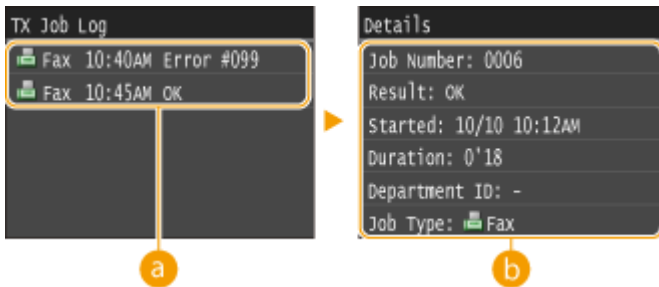 TX Job Log
Fax 10:40AM Error #099
Fax 10:45AM OK
a
Details
Job Number: 0006
Result: OK
Started: 10/10 10:12AM
Duration: 0'18
Department ID: -
Job Type: Fax
b